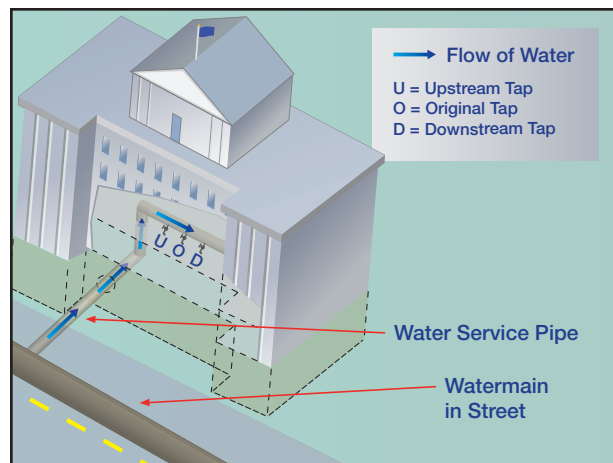 Flow of Water
U = Upstream Tap
O = Original Tap
D = Downstream Tap
U O D
Water Service Pipe
Watermain
in Street